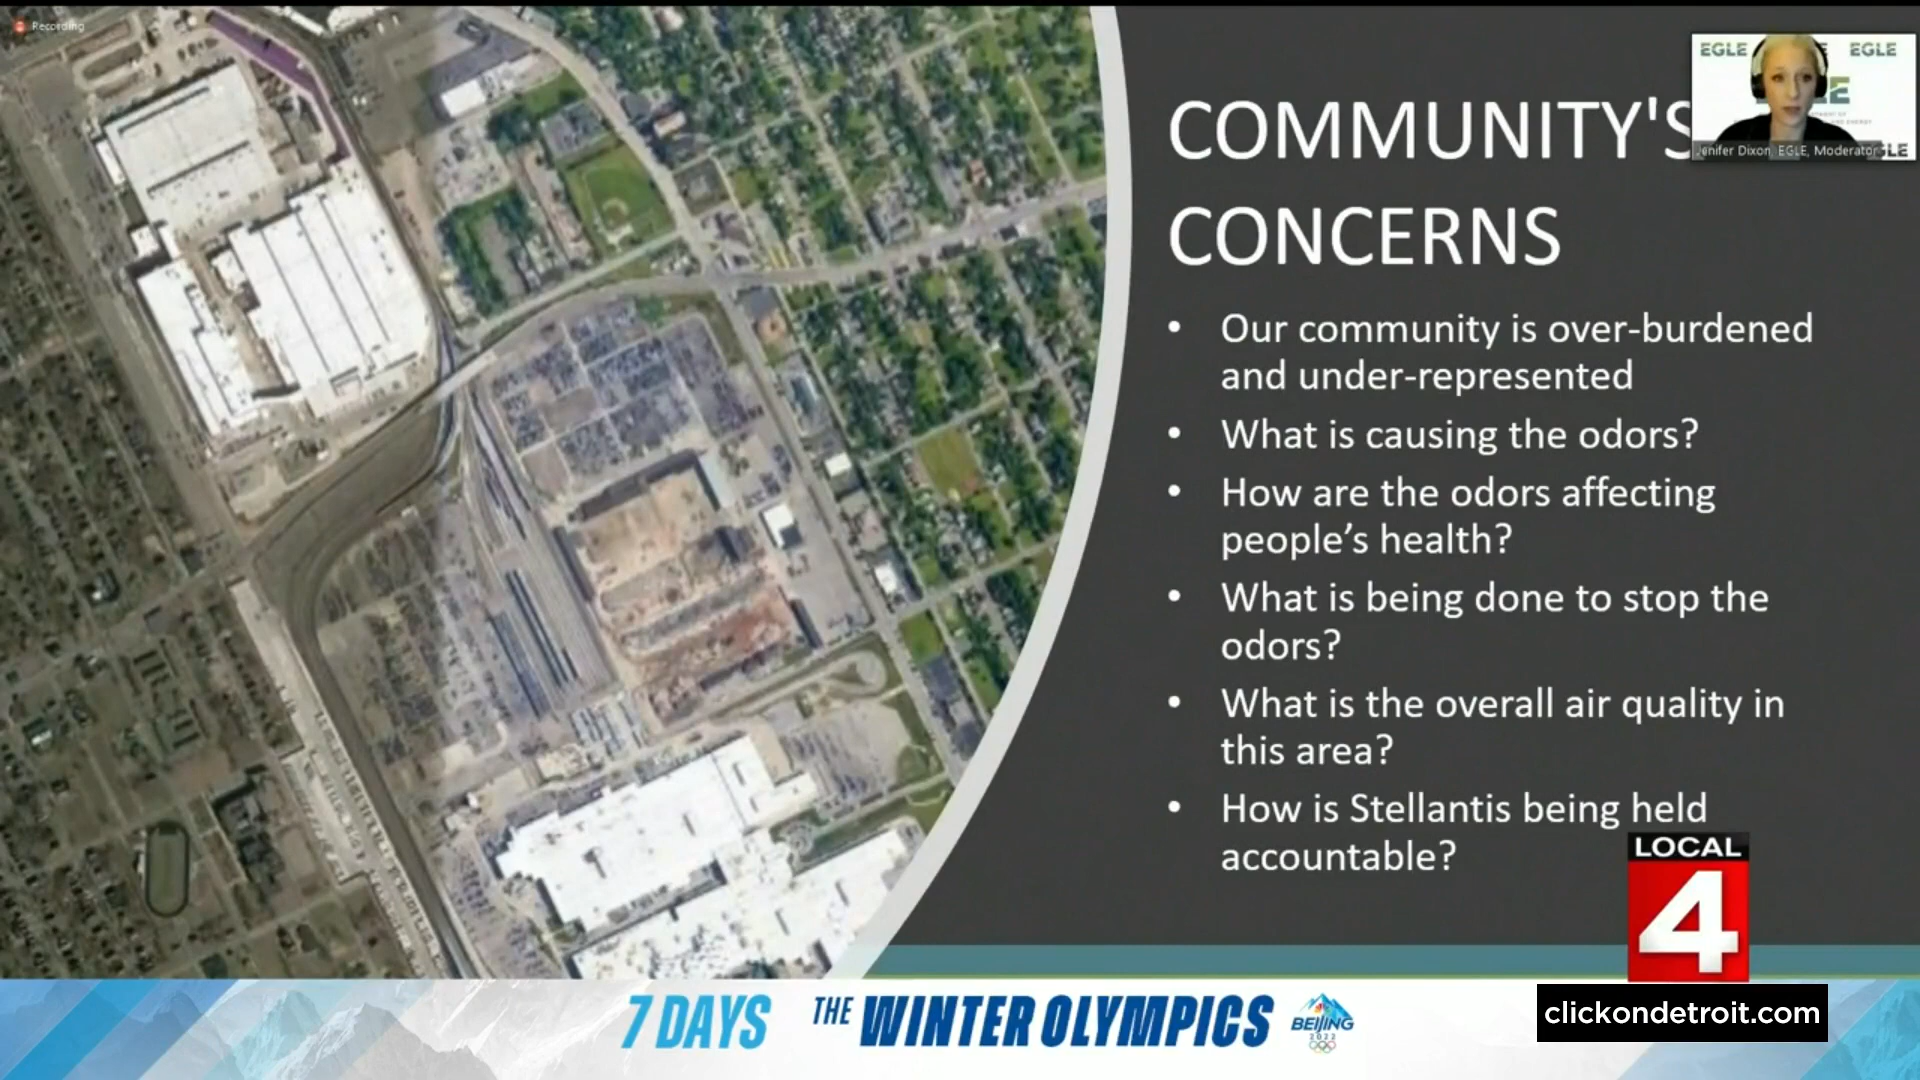 Recording
EGLE
EGLE
COMMUNITY'S
Jenifer Dixon, EGLE, Moderator
CONCERNS
• Our community is over-burdened
and under-represented
• What is causing the odors?
• How are the odors affecting
people’s health?
• What is being done to stop the
odors?
• What is the overall air quality in
this area?
• How is Stellantis being held
accountable?
LOCAL
4
7 DAYS THE WINTER OLYMPICS
BEIJING
2022
clickondetroit.com